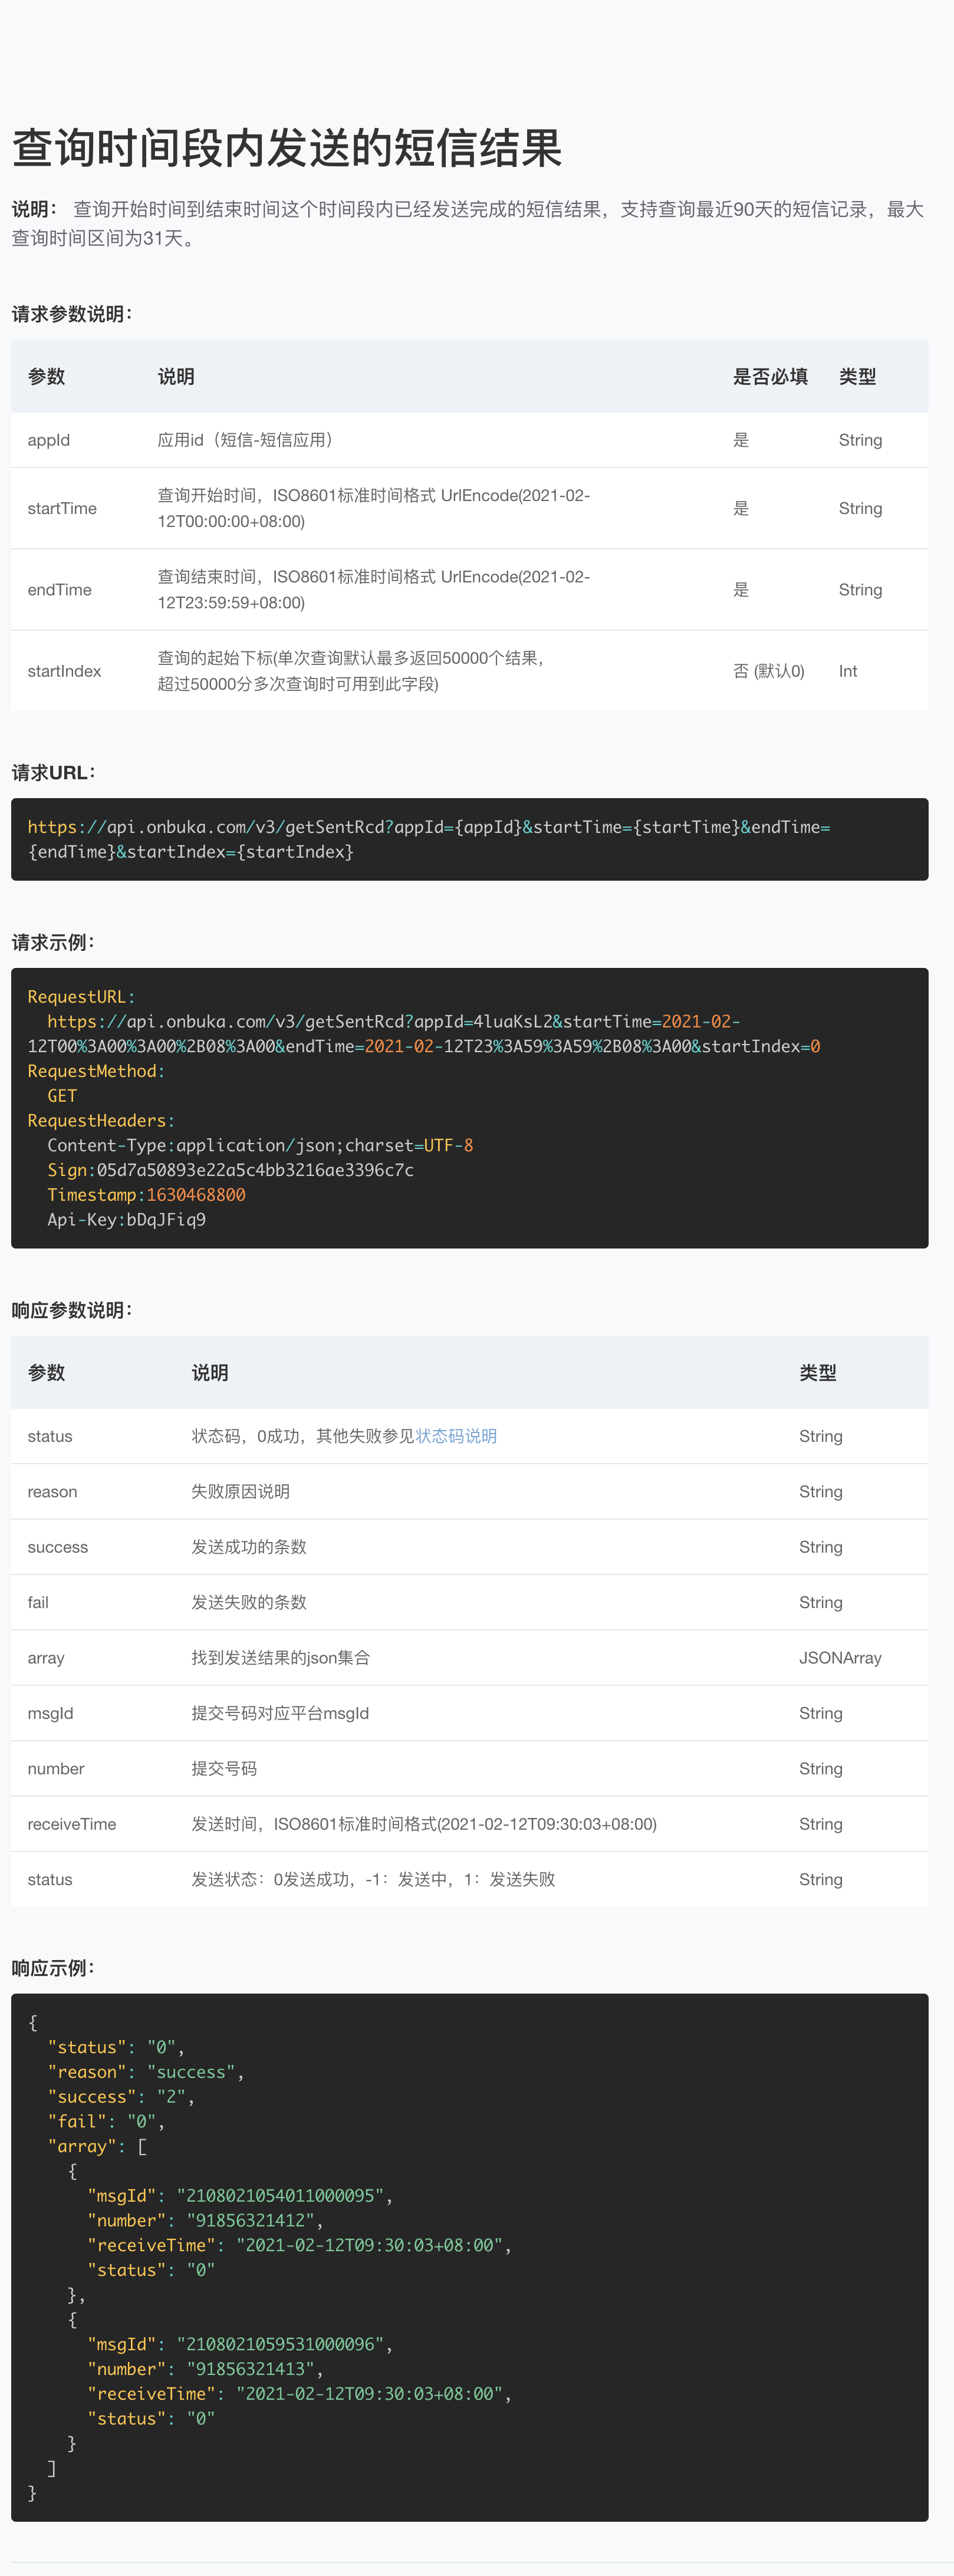 查询时间段内发送的短信结果
说明： 查询开始时间到结束时间这个时间段内已经发送完成的短信结果，支持查询最近90天的短信记录，最大
查询时间区间为31天。
请求参数说明：
参数 说明 是否必填 类型
appId 应用id（短信-短信应用） 是 String
startTime 查询开始时间，ISO8601标准时间格式 UrlEncode(2021-02-
12T00:00:00+08:00) 是 String
endTime 查询结束时间，ISO8601标准时间格式 UrlEncode(2021-02-
12T23:59:59+08:00) 是 String
startIndex 查询的起始下标(单次查询默认最多返回50000个结果，
超过50000分多次查询时可用到此字段) 否 (默认0) Int
请求URL：
https://api.onbuka.com/v3/getSentRcd?appId={appId}&startTime={startTime}&endTime=
{endTime}&startIndex={startIndex}
请求示例：
RequestURL:
https://api.onbuka.com/v3/getSentRcd?appId=4luaKsL2&startTime=2021-02-
12T00%3A00%3A00%2B08%3A00&endTime=2021-02-12T23%3A59%3A59%2B08%3A00&startIndex=0
RequestMethod:
GET
RequestHeaders:
Content-Type:application/json;charset=UTF-8
Sign:05d7a50893e22a5c4bb3216ae3396c7c
Timestamp:1630468800
Api-Key:bDqJFiq9
响应参数说明：
参数 说明 类型
status 状态码，0成功，其他失败参见状态码说明 String
reason 失败原因说明 String
success 发送成功的条数 String
fail 发送失败的条数 String
array 找到发送结果的json集合 JSONArray
msgId 提交号码对应平台msgId String
number 提交号码 String
receiveTime 发送时间，ISO8601标准时间格式(2021-02-12T09:30:03+08:00) String
status 发送状态：0发送成功，-1：发送中，1：发送失败 String
响应示例：
{
"status": "0",
"reason": "success",
"success": "2",
"fail": "0",
"array": [
{
"msgId": "2108021054011000095",
"number": "91856321412",
"receiveTime": "2021-02-12T09:30:03+08:00",
"status": "0"
},
{
"msgId": "2108021059531000096",
"number": "91856321413",
"receiveTime": "2021-02-12T09:30:03+08:00",
"status": "0"
}
]
}